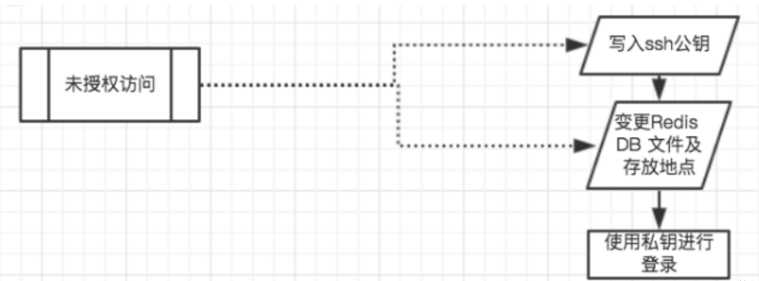 未授权访问
写入ssh公钥
变更Redis
DB 文件及
存放地点
使用私钥进行
登录